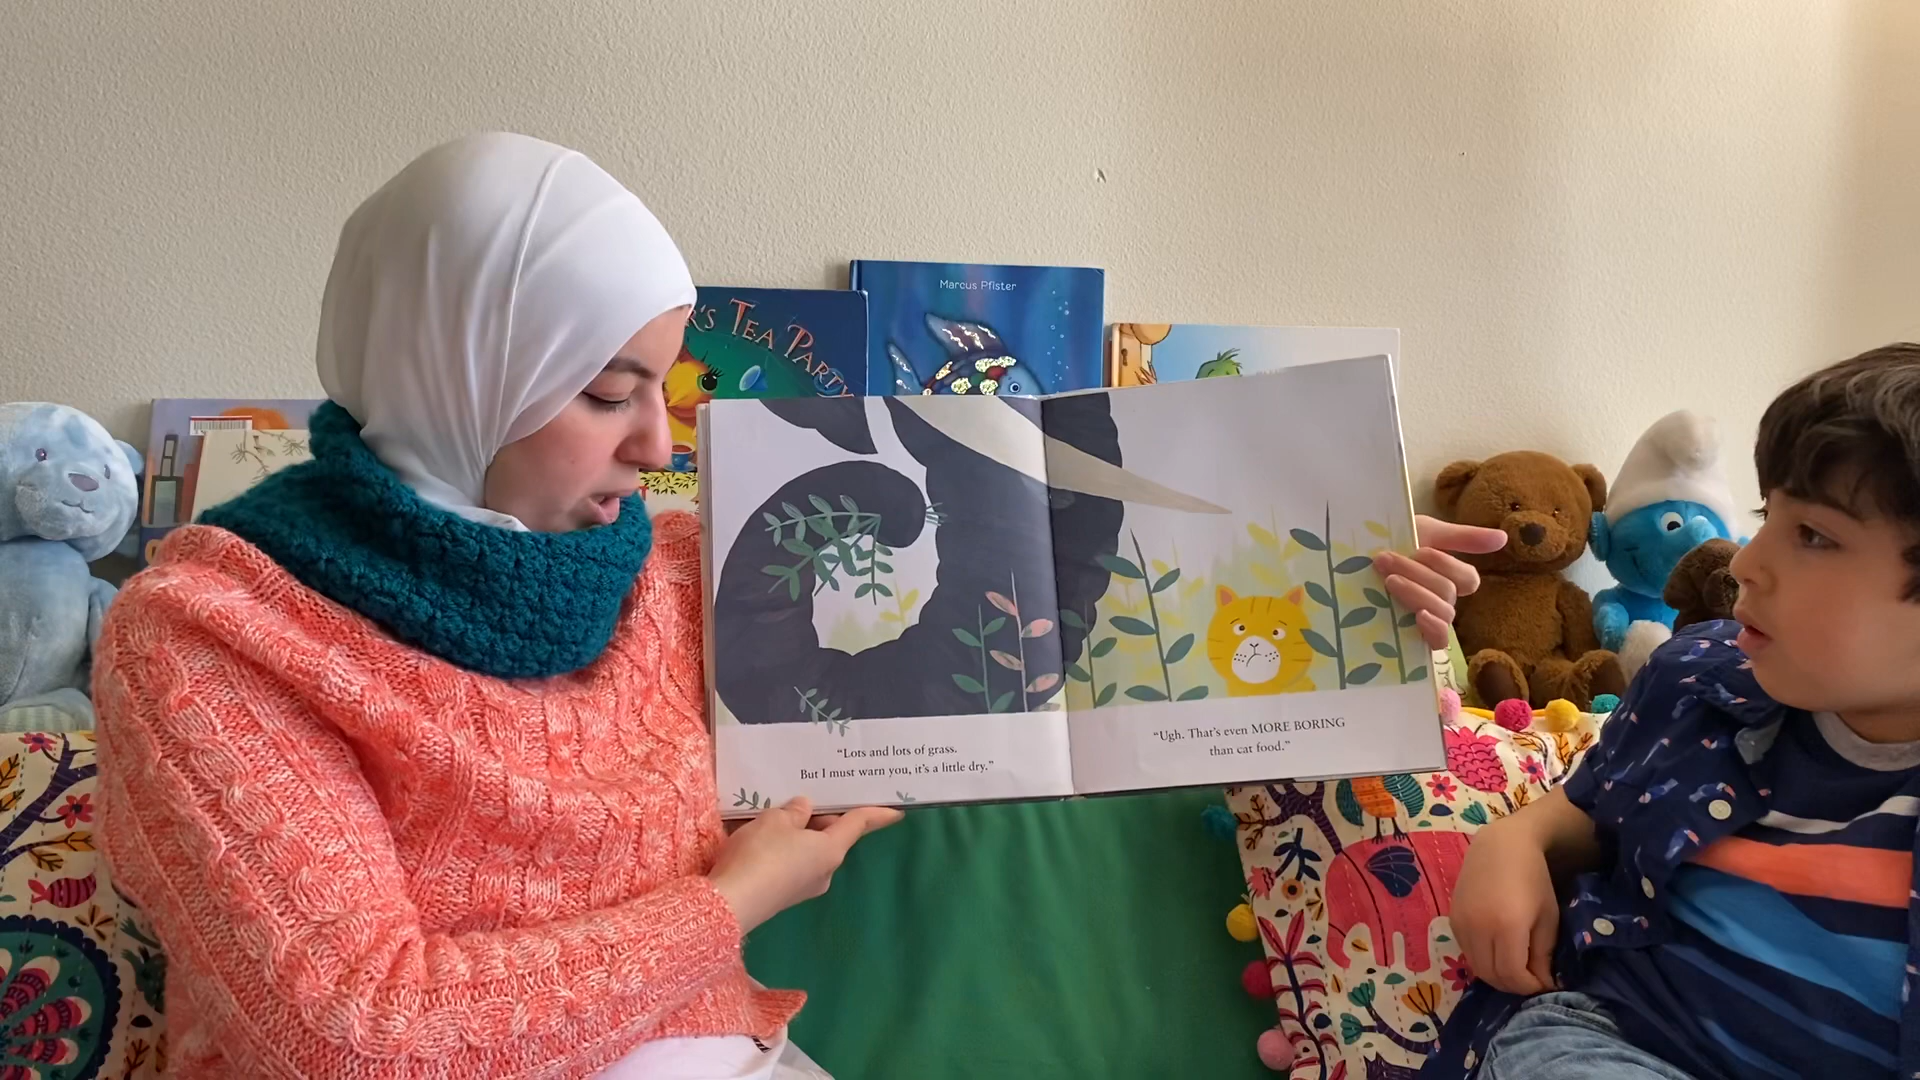 R'S TEA PARTY
Marcus Pfister
“Lots and lots of grass.
But I must warn you, it’s a little dry.”
“Ugh. That’s even MORE BORING
than cat food.”